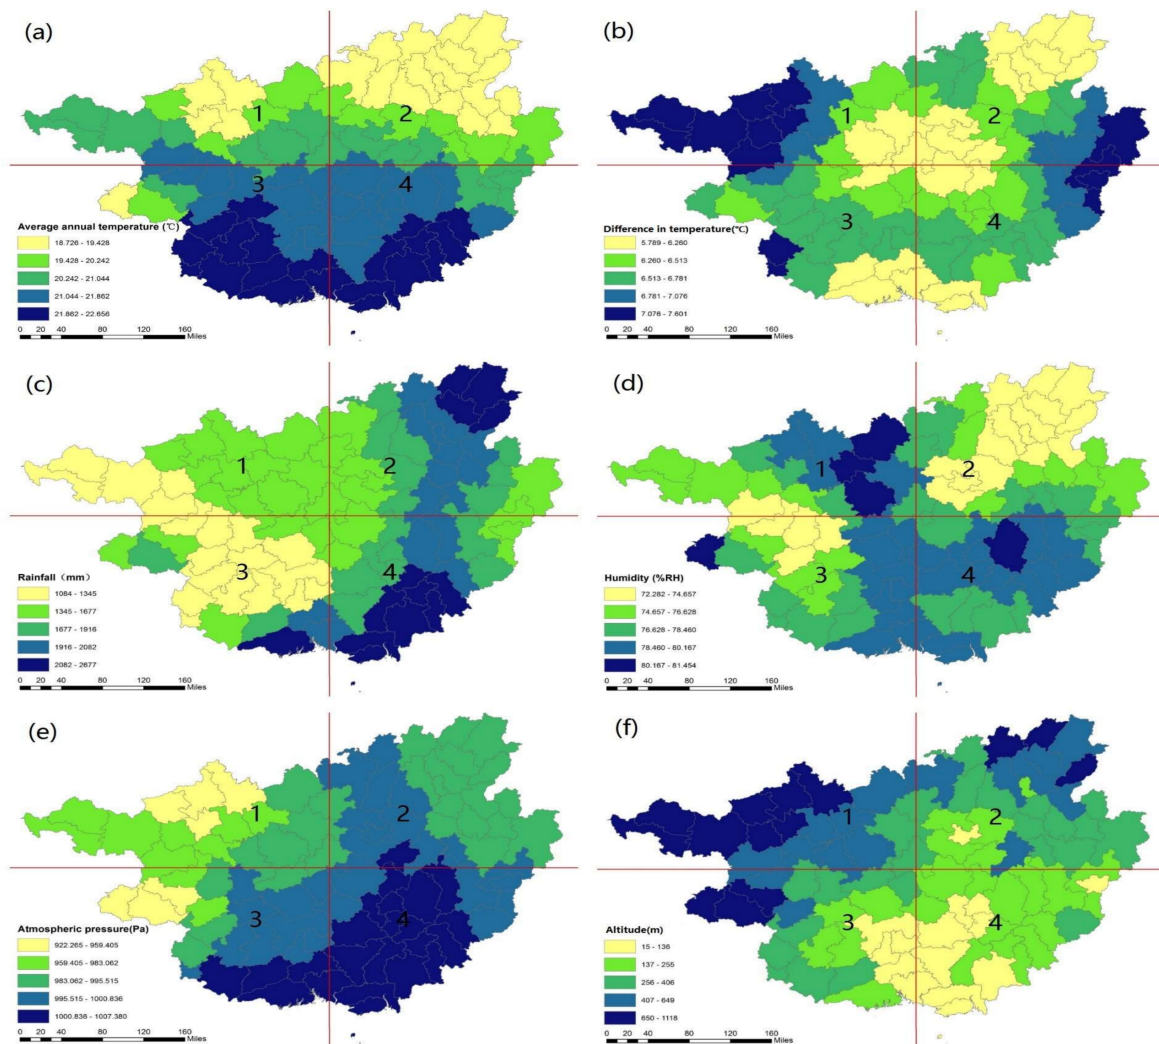 (a)
1
2
3
4
Average annual temperature (℃)
18.726 - 19.428
19.428 - 20.242
20.242 - 21.044
21.044 - 21.862
21.862 - 22.656
0 20 40 80 120 160
Miles
(b)
1
2
3
4
Difference in temperature(℃)
5.789 - 6.260
6.260 - 6.513
6.513 - 6.781
6.781 - 7.076
7.076 - 7.601
0 20 40 80 120 160
Miles
(c)
1
2
3
4
Rainfall（mm）
1084 - 1345
1345 - 1677
1677 - 1916
1916 - 2082
2082 - 2677
0 20 40 80 120 160
Miles
(d)
1
2
3
4
Humidity (%RH)
72.282 - 74.657
74.657 - 76.628
76.628 - 78.460
78.460 - 80.167
80.167 - 81.454
0 20 40 80 120 160
Miles
(e)
1
2
3
4
Atmospheric pressure(Pa)
922.265 - 959.405
959.405 - 983.062
983.062 - 995.515
995.515 - 1000.836
1000.836 - 1007.380
0 20 40 80 120 160
Miles
(f)
1
2
3
4
Altitude(m)
15 - 136
137 - 255
256 - 406
407 - 649
650 - 1118
0 20 40 80 120 160
Miles